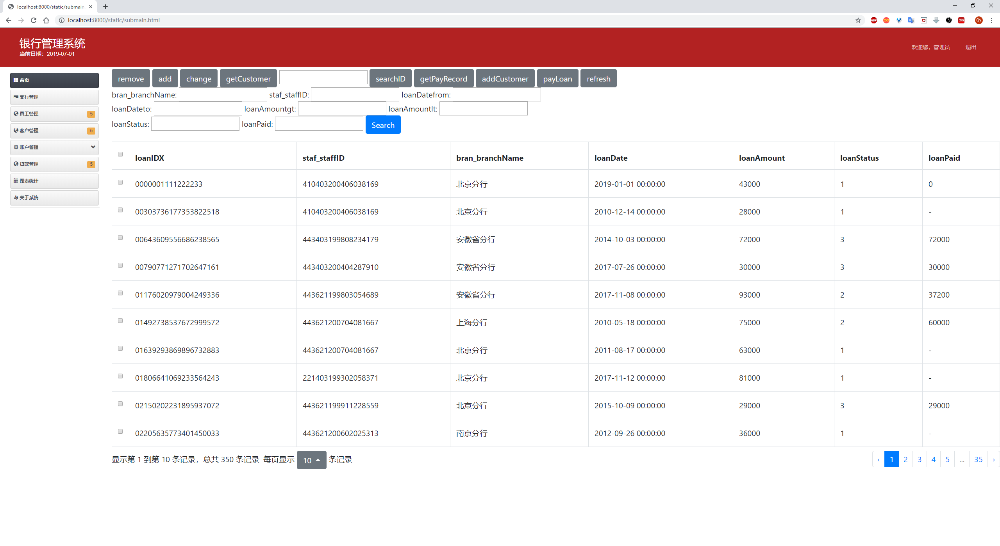 localhost:8000/static/submain
localhost:8000/static/submain.html
ABP
CORS
Qy
银行管理系统
当前日期：2019-07-01
欢迎您，管理员 退出
首页
支行管理
员工管理 5
客户管理 5
账户管理
贷款管理 5
图表统计
关于系统
remove add change getCustomer searchID getPayRecord addCustomer payLoan refresh
bran_branchName: staf_staffID: loanDatefrom:
loanDateto: loanAmountgt: loanAmountlt:
loanStatus: loanPaid: Search
loanIDX staf_staffID bran_branchName loanDate loanAmount loanStatus loanPaid
0000001111222233 410403200406038169 北京分行 2019-01-01 00:00:00 43000 1 0
00303736177353822518 410403200406038169 北京分行 2010-12-14 00:00:00 28000 1 -
00643609556686238565 443403199808234179 安徽省分行 2014-10-03 00:00:00 72000 3 72000
00790771271702647161 443403200404287910 安徽省分行 2017-07-26 00:00:00 30000 3 30000
01176020979004249336 443621199803054689 安徽省分行 2017-11-08 00:00:00 93000 2 37200
01492738537672999572 443621200704081667 上海分行 2010-05-18 00:00:00 75000 2 60000
01639293869896732883 443621200704081667 北京分行 2011-08-17 00:00:00 63000 1 -
01806641069233564243 221403199302058371 北京分行 2017-11-12 00:00:00 81000 1 -
02150202231895937072 443621199911228559 北京分行 2015-10-09 00:00:00 29000 3 29000
02205635773401450033 443621200602025313 南京分行 2012-09-26 00:00:00 36000 1 -
显示第 1 到第 10 条记录，总共 350 条记录 每页显示 10 条记录
‹ 1 2 3 4 5 ... 35 ›